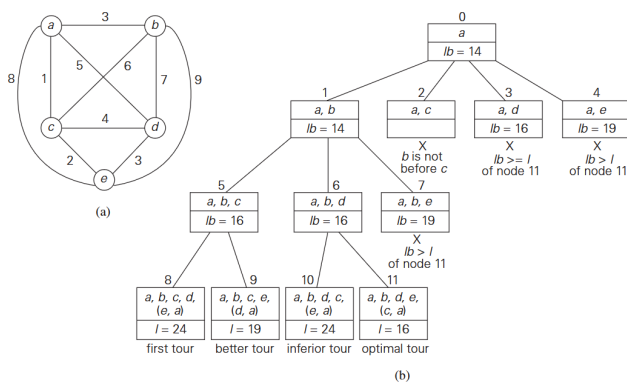 3
a
b
8
5
6
1
7
9
4
c
d
2
3
e
(a)
0
a
lb = 14
1
2
3
4
a, b
a, c
a, d
a, e
lb = 14
lb = 16
lb = 19
X
X
X
b is not
before c
lb >= l
of node 11
lb > l
of node 11
5
6
7
a, b, c
a, b, d
a, b, e
lb = 16
lb = 16
lb = 19
X
lb > l
of node 11
8
9
10
11
a, b, c, d,
(e, a)
a, b, c, e,
(d, a)
a, b, d, c,
(e, a)
a, b, d, e,
(c, a)
l = 24
l = 19
l = 24
l = 16
first tour
better tour
inferior tour
optimal tour
(b)